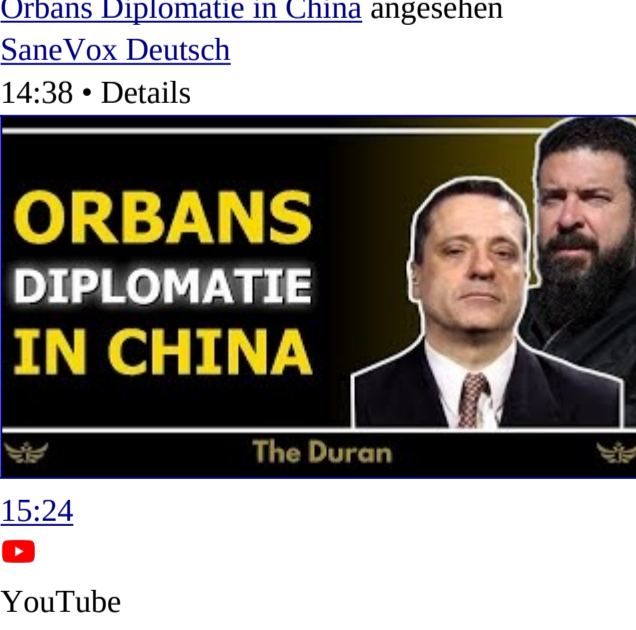 Orbans Diplomatie in China angesehen
SaneVox Deutsch
14:38 • Details
ORBANS
DIPLOMATIE
IN CHINA
The Duran
15:24
YouTube